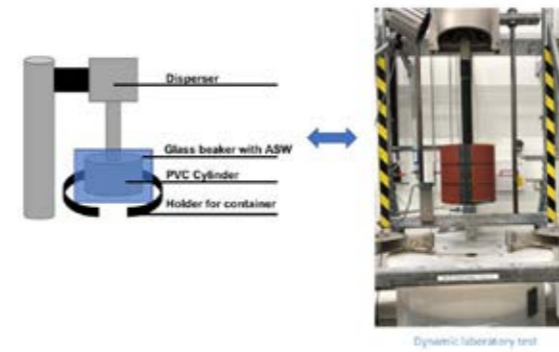 Disperser
Glass beaker with ASW
PVC Cylinder
Holder for container
Dynamic laboratory test